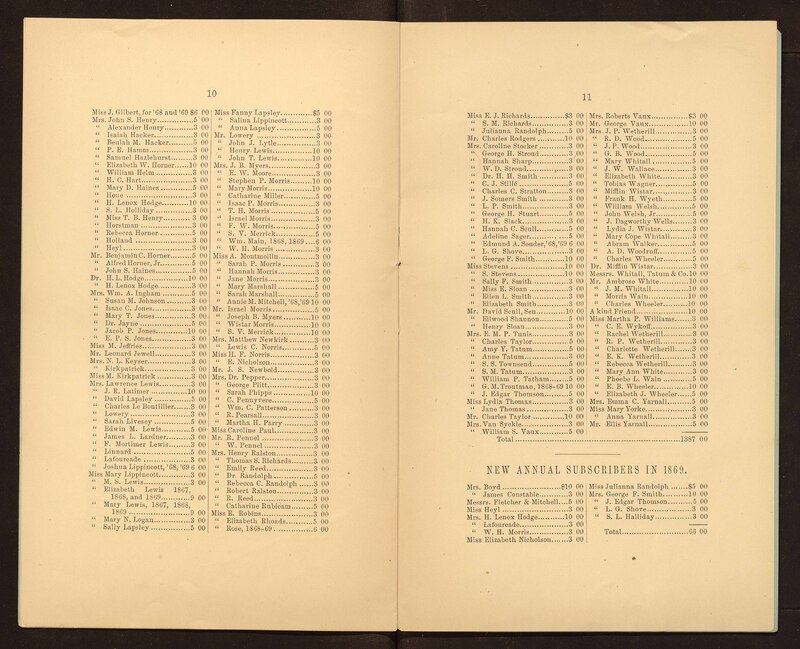 10
Miss J. Gilbert, for '68 and '69 $6 00
Mrs. John S. Henry............5 00
" Alexander Henry............3 00
" Isaiah Hacker............3 00
" Beulah M. Hacker............5 00
" P. E. Hamm............3 00
" Samuel Hazlehurst............3 00
" Elizabeth W. Horner............10 00
" William Helm............3 00
" H. C. Hart............3 00
" Mary D. Haines............5 00
" Hone............3 00
" H. Lenox Hodge............10 00
" S. L. Holliday............3 00
" Miss T. B. Henry............3 00
" Horstman............3 00
" Rebecca Horner............5 00
" Holland............3 00
" Heyl............3 00
Mr. Benjamin C. Horner............5 00
" Alfred Horner, Jr............5 00
" John S. Haines............5 00
Dr. H. L. Hodge............10 00
" H. Lenox Hodge............3 00
Mrs. Wm. A. Ingham............5 00
" Susan M. Johnson............3 00
" Isaac C. Jones............3 00
" Mary T. Jones............5 00
" Dr. Jayne............5 00
" Jacob P. Jones............10 00
" E. P. S. Jones............3 00
Miss M. Jeffries............3 00
Mr. Leonard Jewell............3 00
Mrs. N. L. Keyser............3 00
" Kirkpatrick............3 00
Miss M. Kirkpatrick............3 00
Mrs. Lawrence Lewis............3 00
" J. R. Latimer............10 00
" David Lapsley............5 00
" Charles Le Boutillier............3 00
" Lowery............3 00
" Sarah Livesey............5 00
" Edwin M. Lewis............5 00
" James L. Lardner............3 00
" F. Mortimer Lewis............3 00
" Linnard............5 00
" Lafourcade............3 00
" Joshua Lippincott, '68, '69 6 00
Miss Mary Lippincott............3 00
" M. S. Lewis............3 00
" Elizabeth Lewis 1867,
1868, and 1869............9 00
" Mary Lewis, 1867, 1868,
1869............9 00
" Mary N. Logan............3 00
" Sally Lapsley............5 00
Miss Fanny Lapsley............$5 00
" Salina Lippincott............3 00
" Anna Lapsley............5 00
Mr. Lowery............3 00
" John J. Lytle............3 00
" Henry Lewis............10 00
" John T. Lewis............10 00
Mrs. J. B. Myers............3 00
" E. W. Moore............3 00
" Stephen P. Morris............10 00
" Mary Morris............10 00
" Catharine Miller............5 00
" Isaac P. Morris............3 00
" T. H. Morris............5 00
" Israel Morris............5 00
" F. W. Morris............5 00
" S. V. Merrick............5 00
" Wm. Main, 1868, 1869............6 00
" W. H. Morris............3 00
Miss A. Montmollin............3 00
" Sarah P. Morris............3 00
" Hannah Morris............3 00
" Jane Morris............3 00
" Mary Marshall............5 00
" Sarah Marshall............5 00
" Annie M. Mitchell, '68, '69 10 00
Mr. Israel Morris............5 00
" Joseph B. Myers............10 00
" Wistar Morris............10 00
" S. V. Merrick............10 00
Mrs. Matthew Newkirk............3 00
" Lewis C. Norris............5 00
Miss H. F. Norris............3 00
" E. Nicholson............3 00
Mr. J. S. Newbold............3 00
Mrs. Dr. Pepper............3 00
" George Plitt............3 00
" Sarah Phipps............10 00
" C. Pennyvere............5 00
" Wm. C. Patterson............3 00
" R. Pearsall............3 00
" Martha H. Parry............3 00
Miss Caroline Paul............3 00
Mr. R. Pennel............3 00
" W. Pennel............3 00
Mrs. Henry Ralston............3 00
" Thomas S. Richards............3 00
" Emily Reed............3 00
" Dr Randolph............5 00
" Rebecca C. Randolph............3 00
" Robert Ralston............3 00
" R. Reed............3 00
" Catharine Rubicam............5 00
Miss E. Robins............3 00
" Elizabeth Rhoads............5 00
" Rose, 1868-69............6 00
11
Miss E. J. Richards............$3 00
" S. M. Richards............3 00
" Julianna Randolph............5 00
Mr. Charles Rodgers............10 00
Mrs. Caroline Stocker............3 00
" George H. Stroud............3 00
" Hannah Sharp............3 00
" W. D. Stroud............3 00
" Dr. H. H. Smith............3 00
" C. J. Stillé............5 00
" Charles C. Stratton............3 00
" J. Somers Smith............3 00
" L. P. Smith............3 00
" George H. Stuart............5 00
" H. K. Slack............3 00
" Hannah C. Scull............5 00
" Adeline Sager............5 00
" Edmund A. Souder, '68, '69 6 00
" L. G. Shove............3 00
" George F. Smith............10 00
Miss Stevens............10 00
" S. Stevens............10 00
" Sally F. Smith............3 00
" Miss E. Sloan............3 00
" Ellen L. Smith............3 00
" Elizabeth Smith............3 00
Mr. David Scull, Sen............10 00
" Ellwood Shannon............5 00
" Henry Sloan............3 00
Mrs. E. M. P. Tunis............3 00
" Charles Taylor............5 00
" Amy Y. Tatum............5 00
" Anne Tatum............3 00
" S. S. Townsend............5 00
" S. M. Tatum............3 00
" William P. Tatham............5 00
" G. M. Troutman, 1868-69 10 00
" J. Edgar Thomson............5 00
Miss Lydia Thomas............3 00
" Jane Thomas............3 00
Mr. Charles Taylor............10 00
Mrs. Van Syckle............3 00
" William S. Vaux............5 00
Mrs. Roberts Vaux............$3 00
Mr. George Vaux............10 00
Mrs. J. P. Wetherill............3 00
" R. D. Wood............5 00
" J. P. Wood............3 00
" G. B. Wood............5 00
" Mary Whitall............3 00
" J. W. Wallace............3 00
" Elizabeth White............3 00
" Tobias Wagner............5 00
" Mifflin Wistar............5 00
" Frank H. Wyeth............5 00
" William Welsh............5 00
" John Welsh, Jr............5 00
" J. Dagworthy Wells............3 00
" Lydia J. Wistar............3 00
" Mary Cope Whitall............3 00
" Abram Walker............5 00
" A. D. Woodruff............3 00
" Charles Wheeler............5 00
Dr. Mifflin Wistar............5 00
Messrs. Whitall, Tatum & Co. 10 00
Mr. Ambrose White............10 00
" J. M. Whitall............10 00
" Morris Waln............10 00
" Charles Wheeler............10 00
A kind Friend............10 00
Miss Martha P. Williams............3 00
" C. E. Wykoff............3 00
" Rachel Wetherill............3 00
" R. P. Wetherill............3 00
" Charlotte Wetherill............3 00
" E. K. Wetherill............3 00
" Rebecca Wetherill............3 00
" Mary Ann White............3 00
" Phoebe L. Waln............5 00
" E. B. Wheeler............10 00
" Elizabeth J. Wheeler............5 00
Mrs. Emma C. Yarnall............5 00
Miss Mary Yorke............3 00
" Anna Yarnall............5 00
Mr. Ellis Yarnall............5 00
Total............1387 00
NEW ANNUAL SUBSCRIBERS IN 1869.
Mrs. Boyd............$10 00
" James Constable............3 00
Messrs. Fletcher & Mitchell............5 00
Miss Heyl............3 00
Mrs. H. Lenox Hodge............10 00
" Lafourcade............3 00
" W. H. Morris............3 00
Miss Elizabeth Nicholson............3 00
Miss Julianna Randolph............$5 00
Mrs. George F. Smith............10 00
" J. Edgar Thomson............5 00
" L. G. Shove............3 00
" S. L. Halliday............3 00
Total............66 00